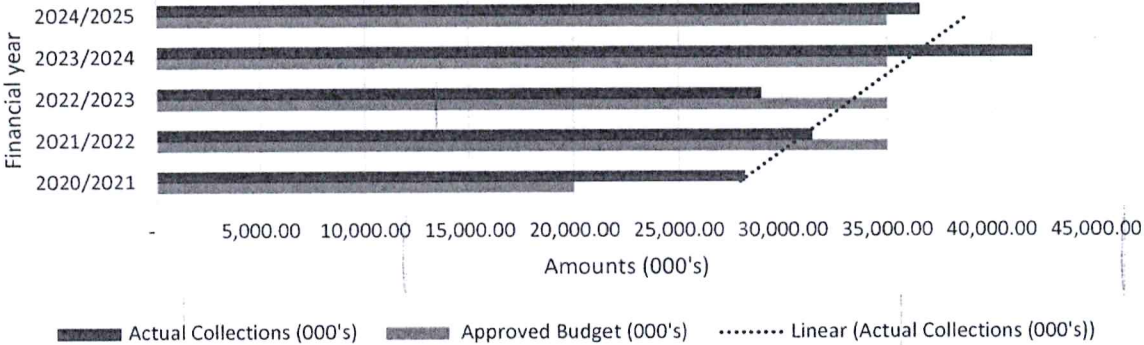 2024/2025
2023/2024
2022/2023
2021/2022
2020/2021
Financial year
- 5,000.00 10,000.00 15,000.00 20,000.00 25,000.00 30,000.00 35,000.00 40,000.00 45,000.00
Amounts (000's)
Actual Collections (000's) Approved Budget (000's) Linear (Actual Collections (000's))